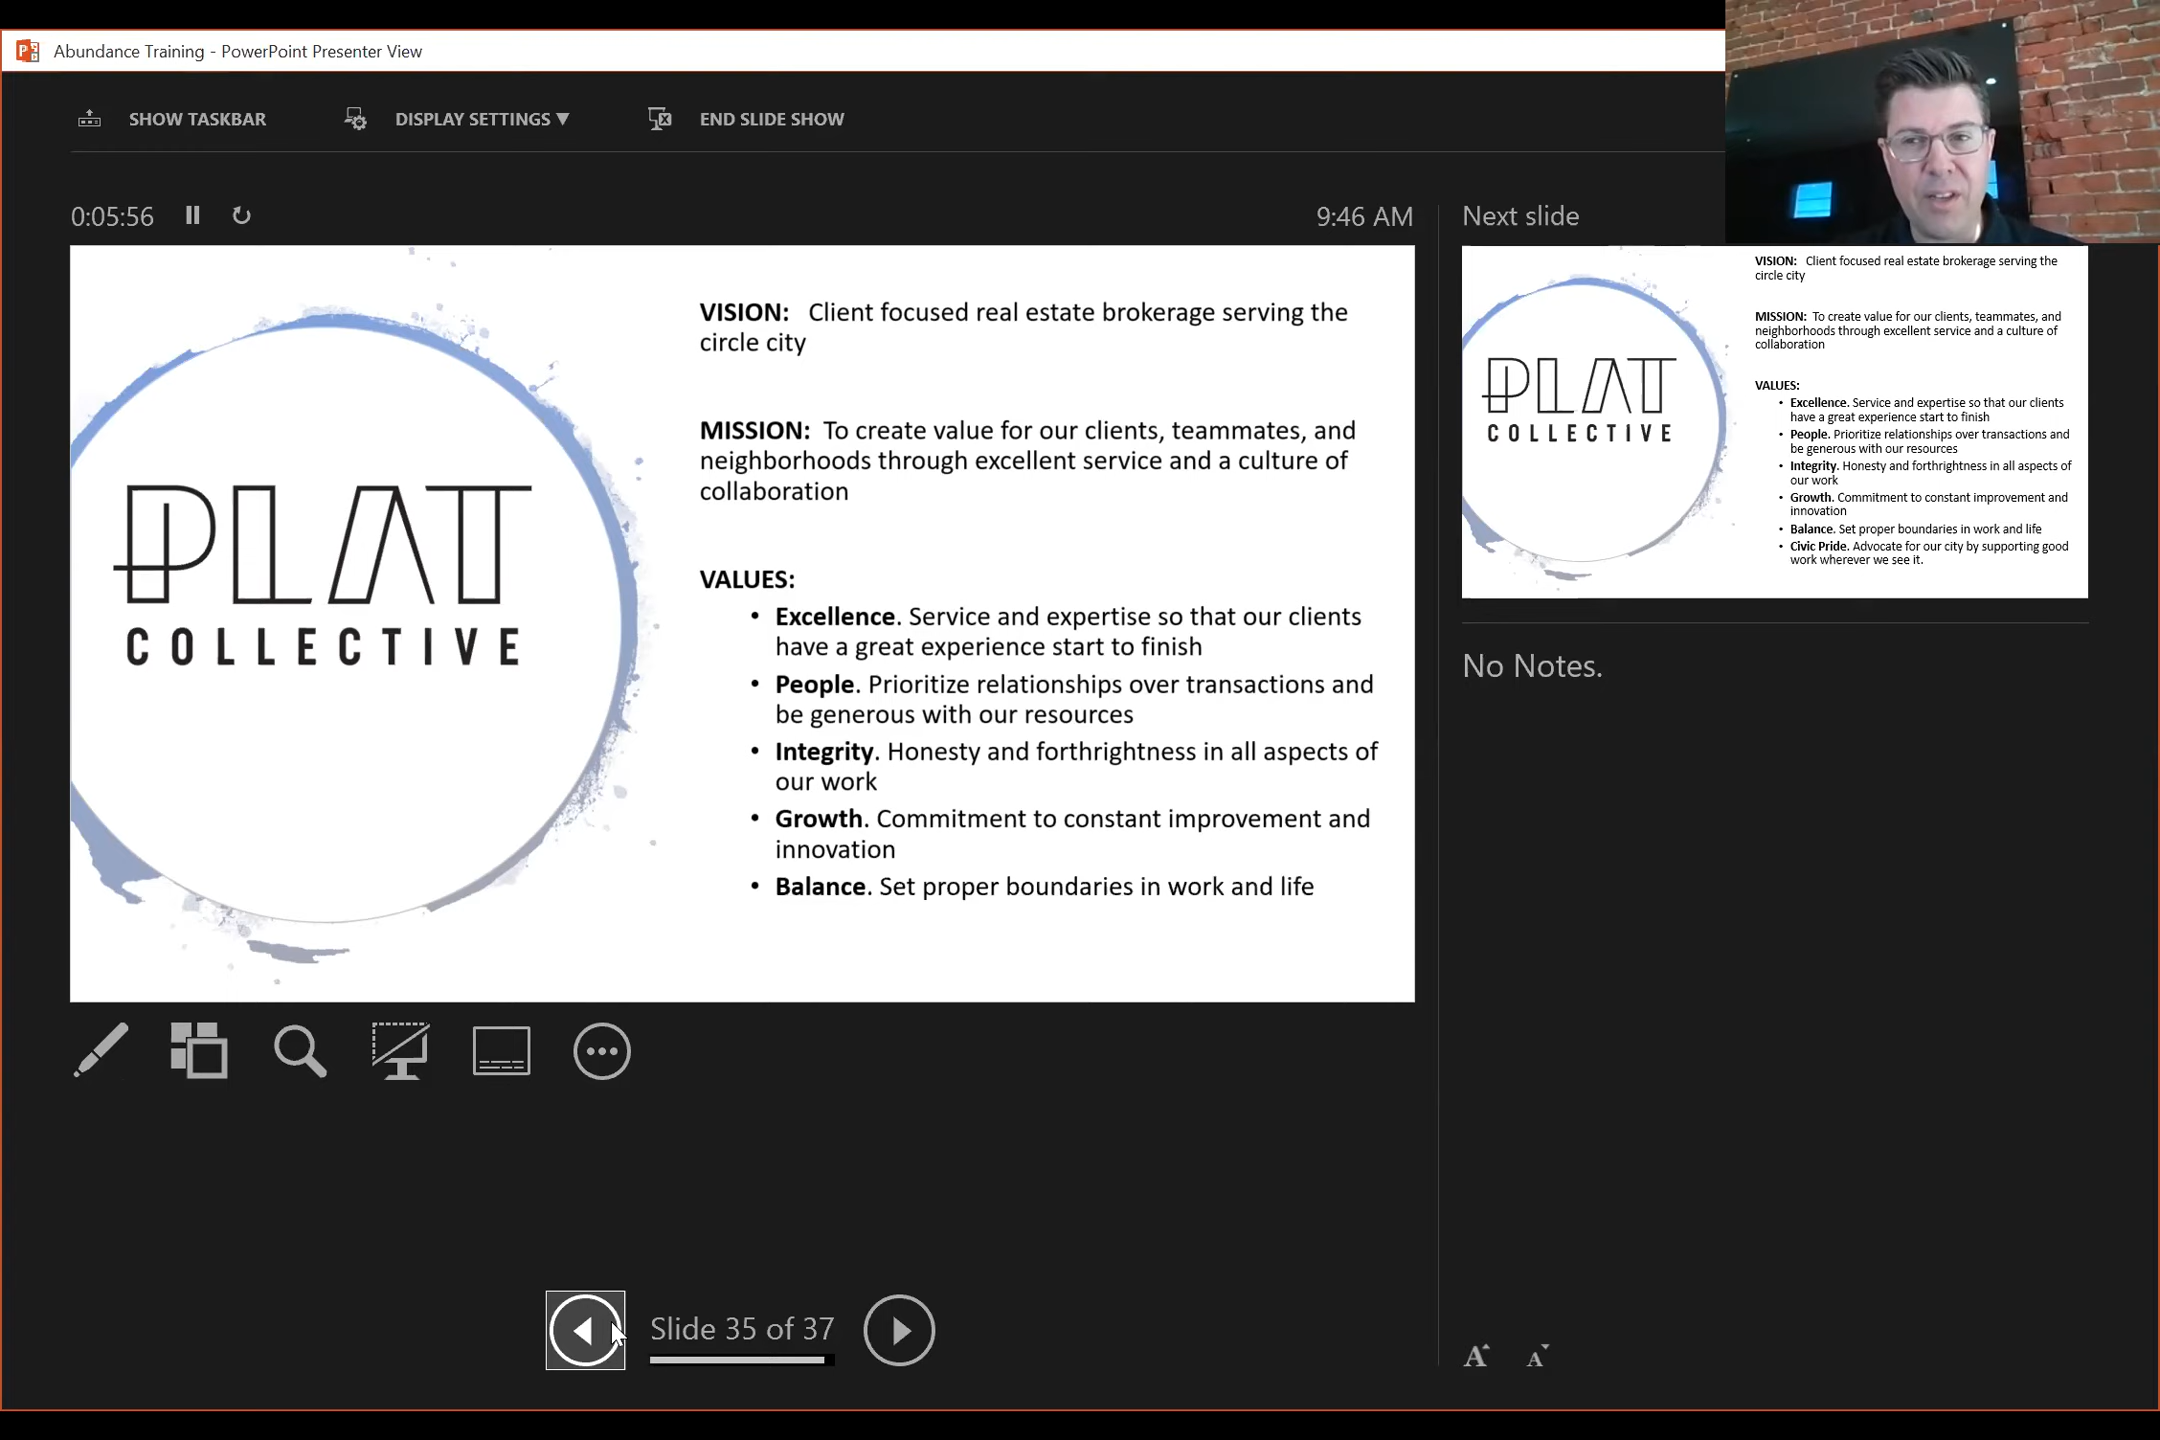 Abundance Training - PowerPoint Presenter View
SHOW TASKBAR
DISPLAY SETTINGS ▼
END SLIDE SHOW
0:05:56
9:46 AM
PLAT
COLLECTIVE
VISION: Client focused real estate brokerage serving the
circle city
MISSION: To create value for our clients, teammates, and
neighborhoods through excellent service and a culture of
collaboration
VALUES:
• Excellence. Service and expertise so that our clients
have a great experience start to finish
• People. Prioritize relationships over transactions and
be generous with our resources
• Integrity. Honesty and forthrightness in all aspects of
our work
• Growth. Commitment to constant improvement and
innovation
• Balance. Set proper boundaries in work and life
Slide 35 of 37
Next slide
PLAT
COLLECTIVE
VISION: Client focused real estate brokerage serving the
circle city
MISSION: To create value for our clients, teammates, and
neighborhoods through excellent service and a culture of
collaboration
VALUES:
• Excellence. Service and expertise so that our clients
have a great experience start to finish
• People. Prioritize relationships over transactions and
be generous with our resources
• Integrity. Honesty and forthrightness in all aspects of
our work
• Growth. Commitment to constant improvement and
innovation
• Balance. Set proper boundaries in work and life
• Civic Pride. Advocate for our city by supporting good
work wherever we see it.
No Notes.
A A